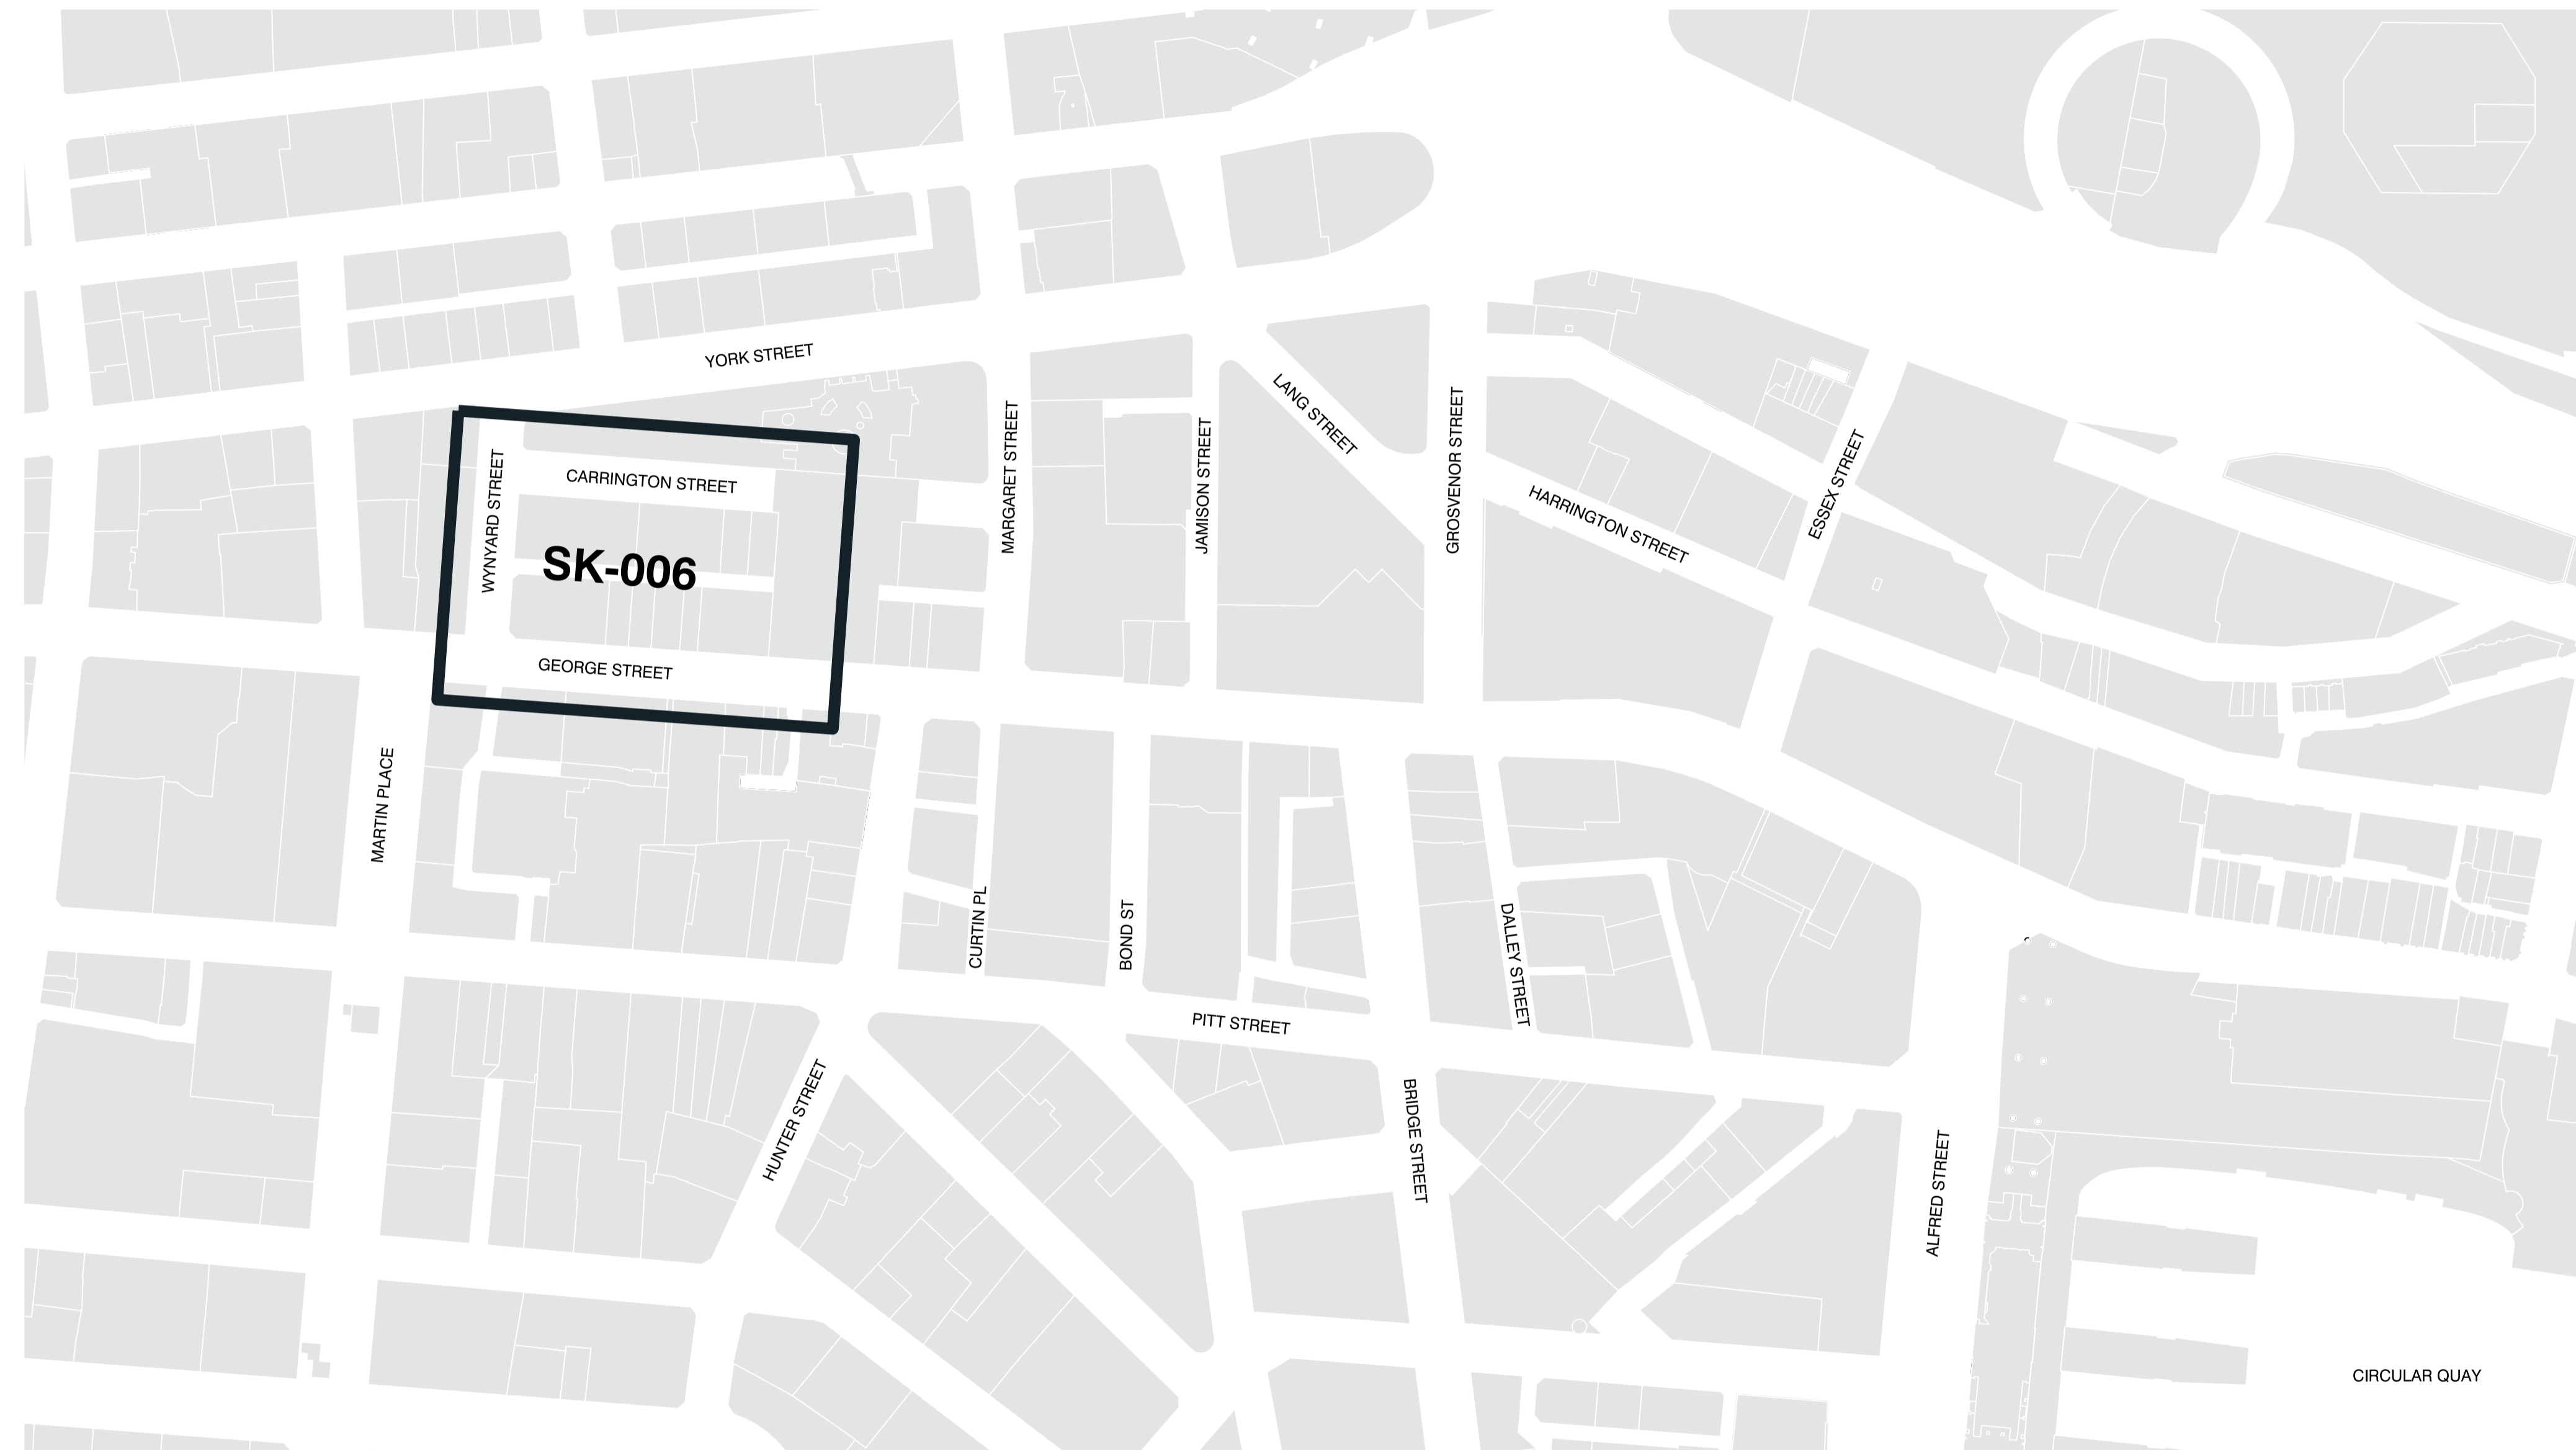 YORK STREET
LANG STREET
MARGARET STREET
JAMISON STREET
GROSVENOR STREET
ESSEX STREET
WYNYARD STREET
CARRINGTON STREET
HARRINGTON STREET
SK-006
GEORGE STREET
MARTIN PLACE
CURTIN PL
BOND ST
DALLEY STREET
PITT STREET
HUNTER STREET
BRIDGE STREET
ALFRED STREET
CIRCULAR QUAY